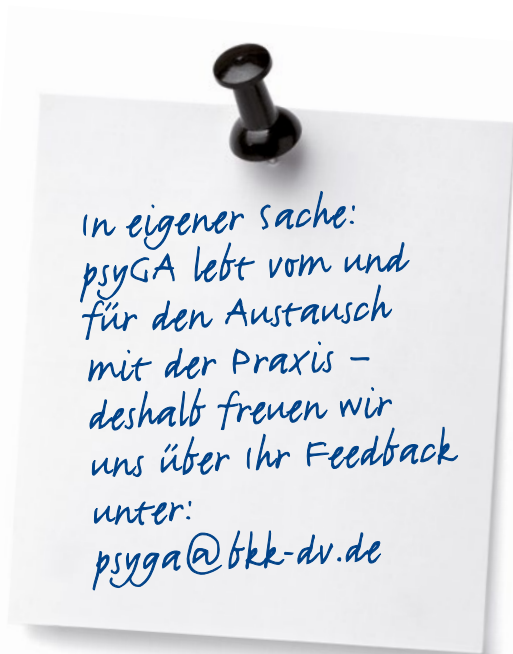 In eigener Sache:
psyGA lebt vom und
für den Austausch
mit der Praxis –
deshalb freuen wir
uns über Ihr Feedback
unter:
psyga@bkk-dv.de